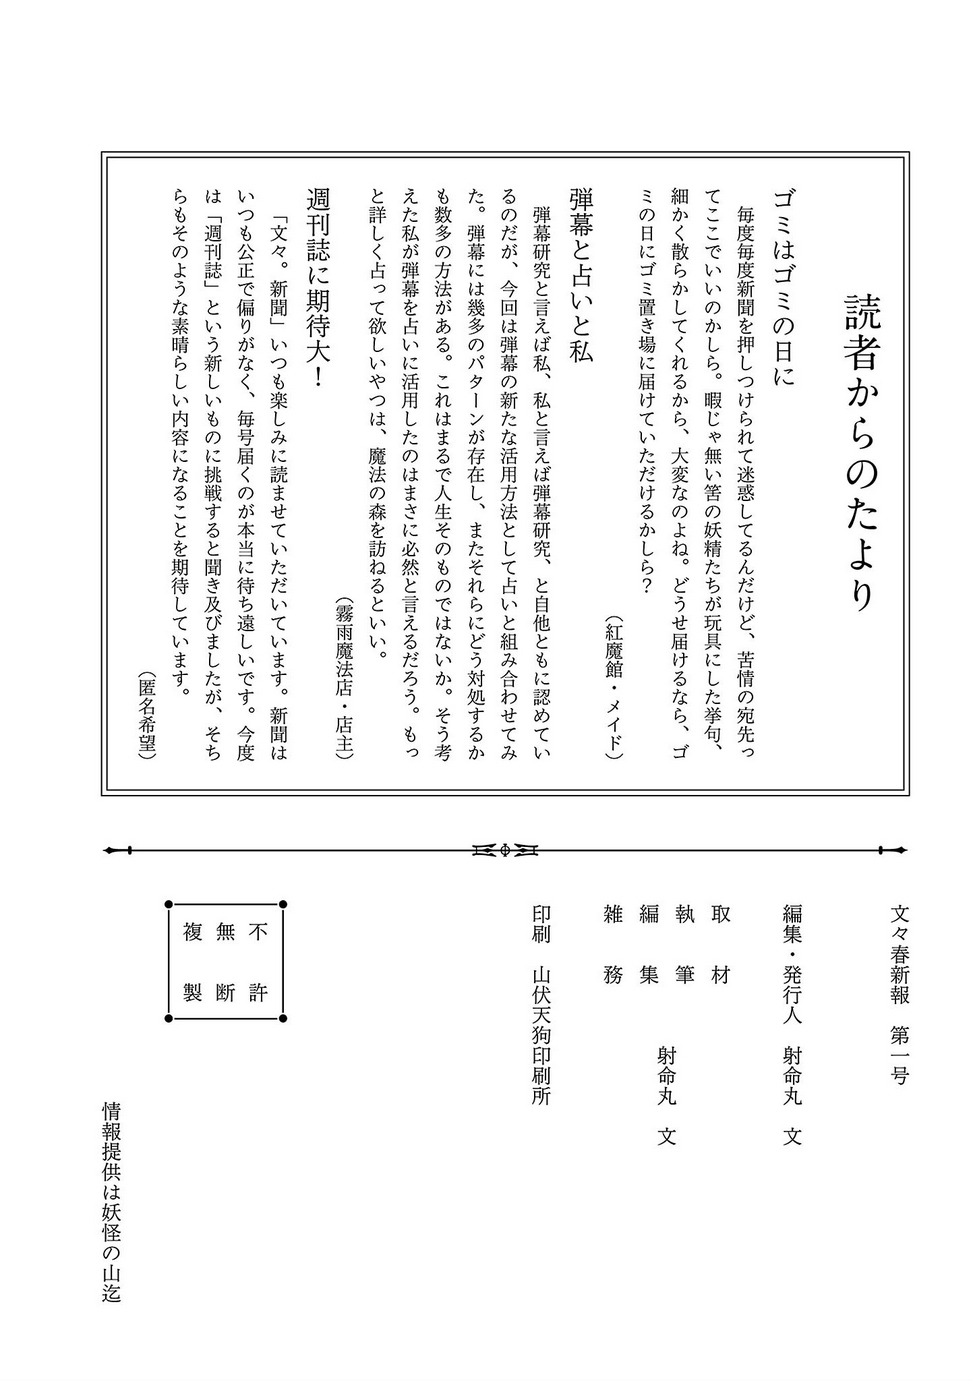 読者からのたより
ゴミはゴミの日に
毎度毎度新聞を押しつけられて迷惑してるんだけど、苦情の宛先っ
てここでいいのかしら。暇じゃ無い筈の妖精たちが玩具にした挙句、
細かく散らかしてくれるから、大変なのよね。どうせ届けるなら、ゴ
ミの日にゴミ置き場に届けていただけるかしら？
（紅魔館・メイド）
弾幕と占いと私
弾幕研究と言えば私、私と言えば弾幕研究、と自他ともに認めてい
るのだが、今回は弾幕の新たな活用方法として占いと組み合わせてみ
た。弾幕には幾多のパターンが存在し、またそれらにどう対処するか
も数多の方法がある。これはまるで人生そのものではないか。そう考
えた私が弾幕を占いに活用したのはまさに必然と言えるだろう。もっ
と詳しく占って欲しいやつは、魔法の森を訪ねるといい。
（霧雨魔法店・店主）
週刊誌に期待大！
「文々。新聞」いつも楽しみに読ませていただいています。新聞は
いつも公正で偏りがなく、毎号届くのが本当に待ち遠しいです。今度
は「週刊誌」という新しいものに挑戦すると聞き及びましたが、そち
らもそのような素晴らしい内容になることを期待しています。
（匿名希望）
文々春新報　第一号
編集・発行人　射命丸　文
取材
執筆
編集
雑務
射命丸　文
印刷　山伏天狗印刷所
不許
無断
複製
情報提供は妖怪の山迄